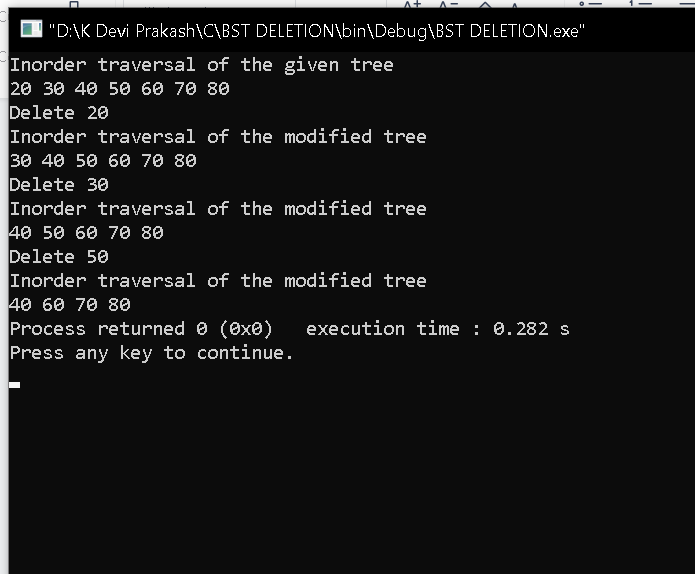 "D:\K Devi Prakash\C\BST DELETION\bin\Debug\BST DELETION.exe"
Inorder traversal of the given tree
20 30 40 50 60 70 80
Delete 20
Inorder traversal of the modified tree
30 40 50 60 70 80
Delete 30
Inorder traversal of the modified tree
40 50 60 70 80
Delete 50
Inorder traversal of the modified tree
40 60 70 80
Process returned 0 (0x0)   execution time : 0.282 s
Press any key to continue.